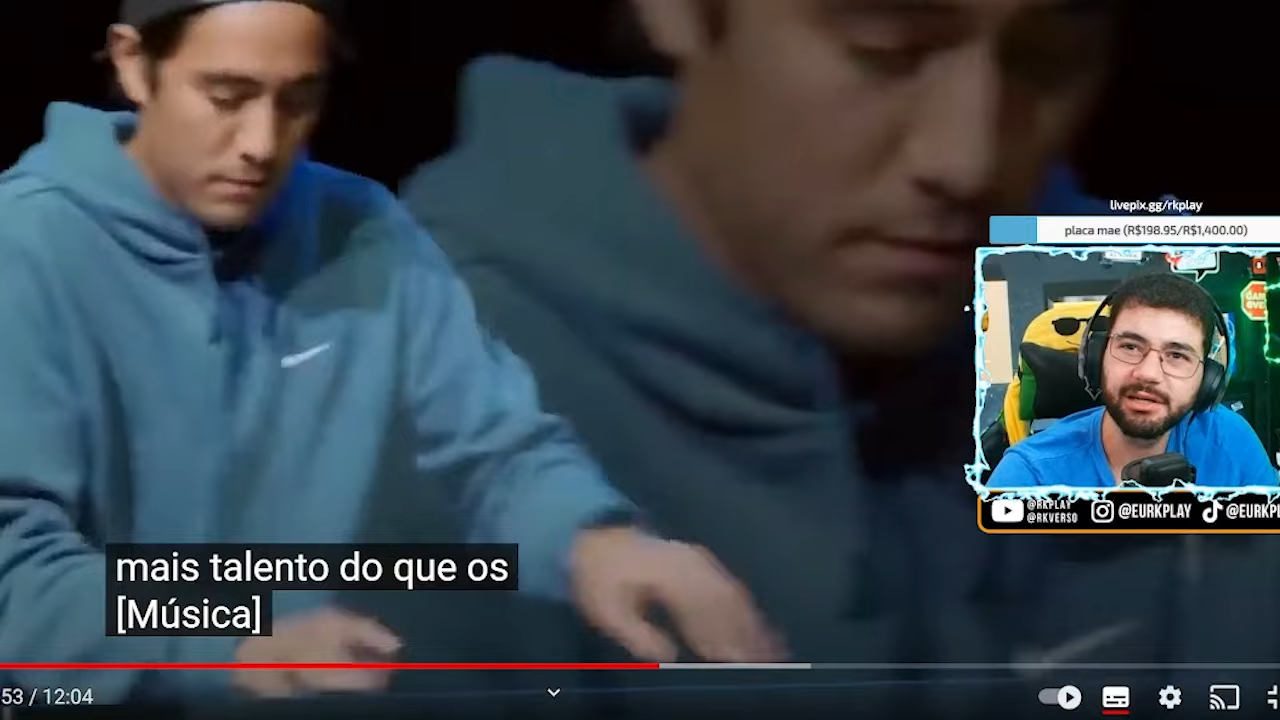 livepix.gg/rkplay
placa mae (R$198.95/R$1,400.00)
@RKPLAY
@RKVERSO
@EURKPLAY
@EURKP
mais talento do que os
[Música]
53 / 12:04